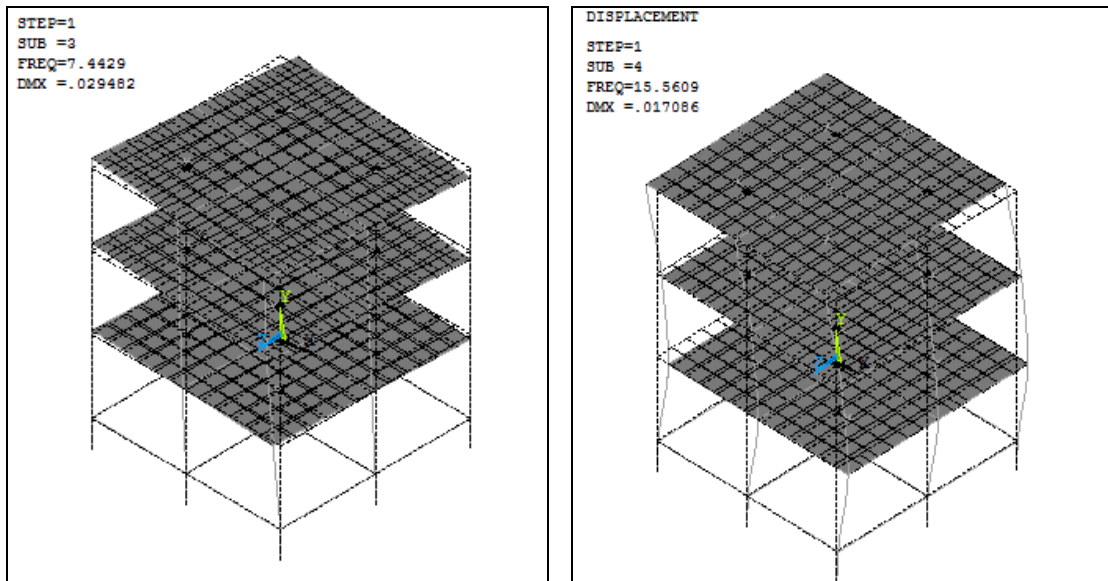 STEP=1
SUB =3
FREQ=7.4429
DMX =.029482
Y
Z
DISPLACEMENT
STEP=1
SUB =4
FREQ=15.5609
DMX =.017086
Y
Z